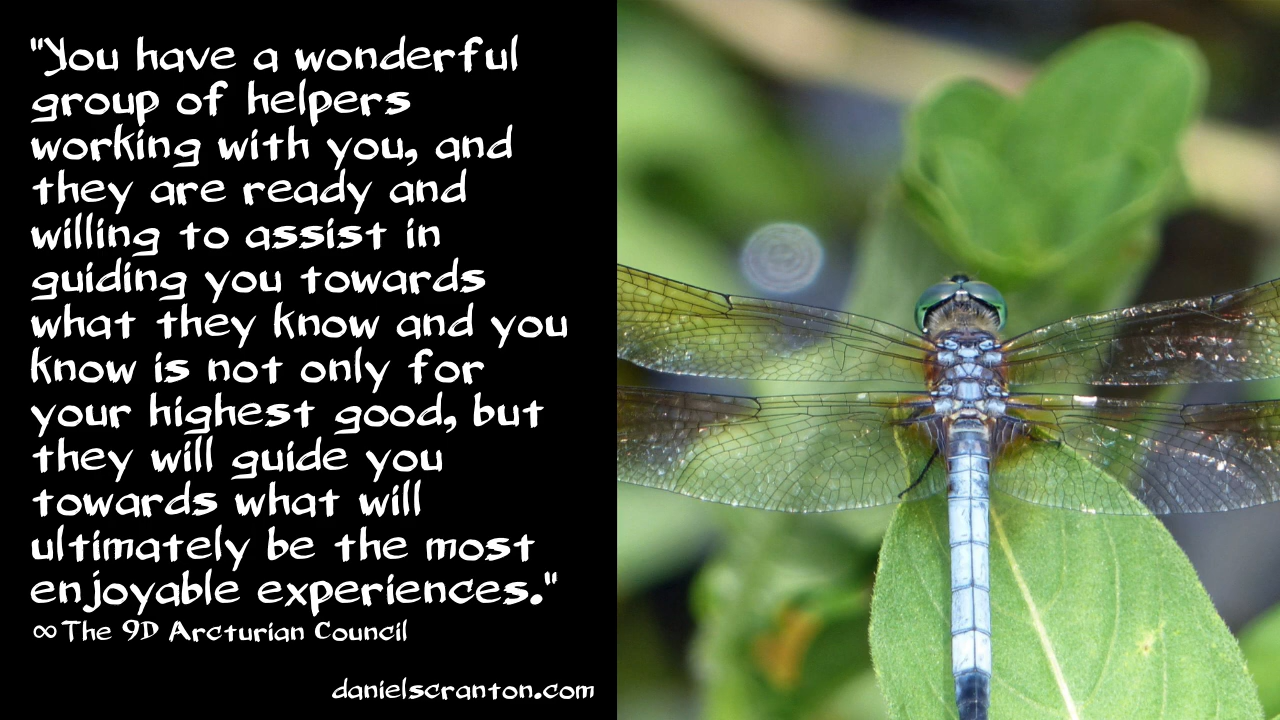 "You have a wonderful
group of helpers
working with you, and
they are ready and
willing to assist in
guiding you towards
what they know and you
know is not only for
your highest good, but
they will guide you
towards what will
ultimately be the most
enjoyable experiences."
∞The 9D Arcturian Council
danielscranton.com